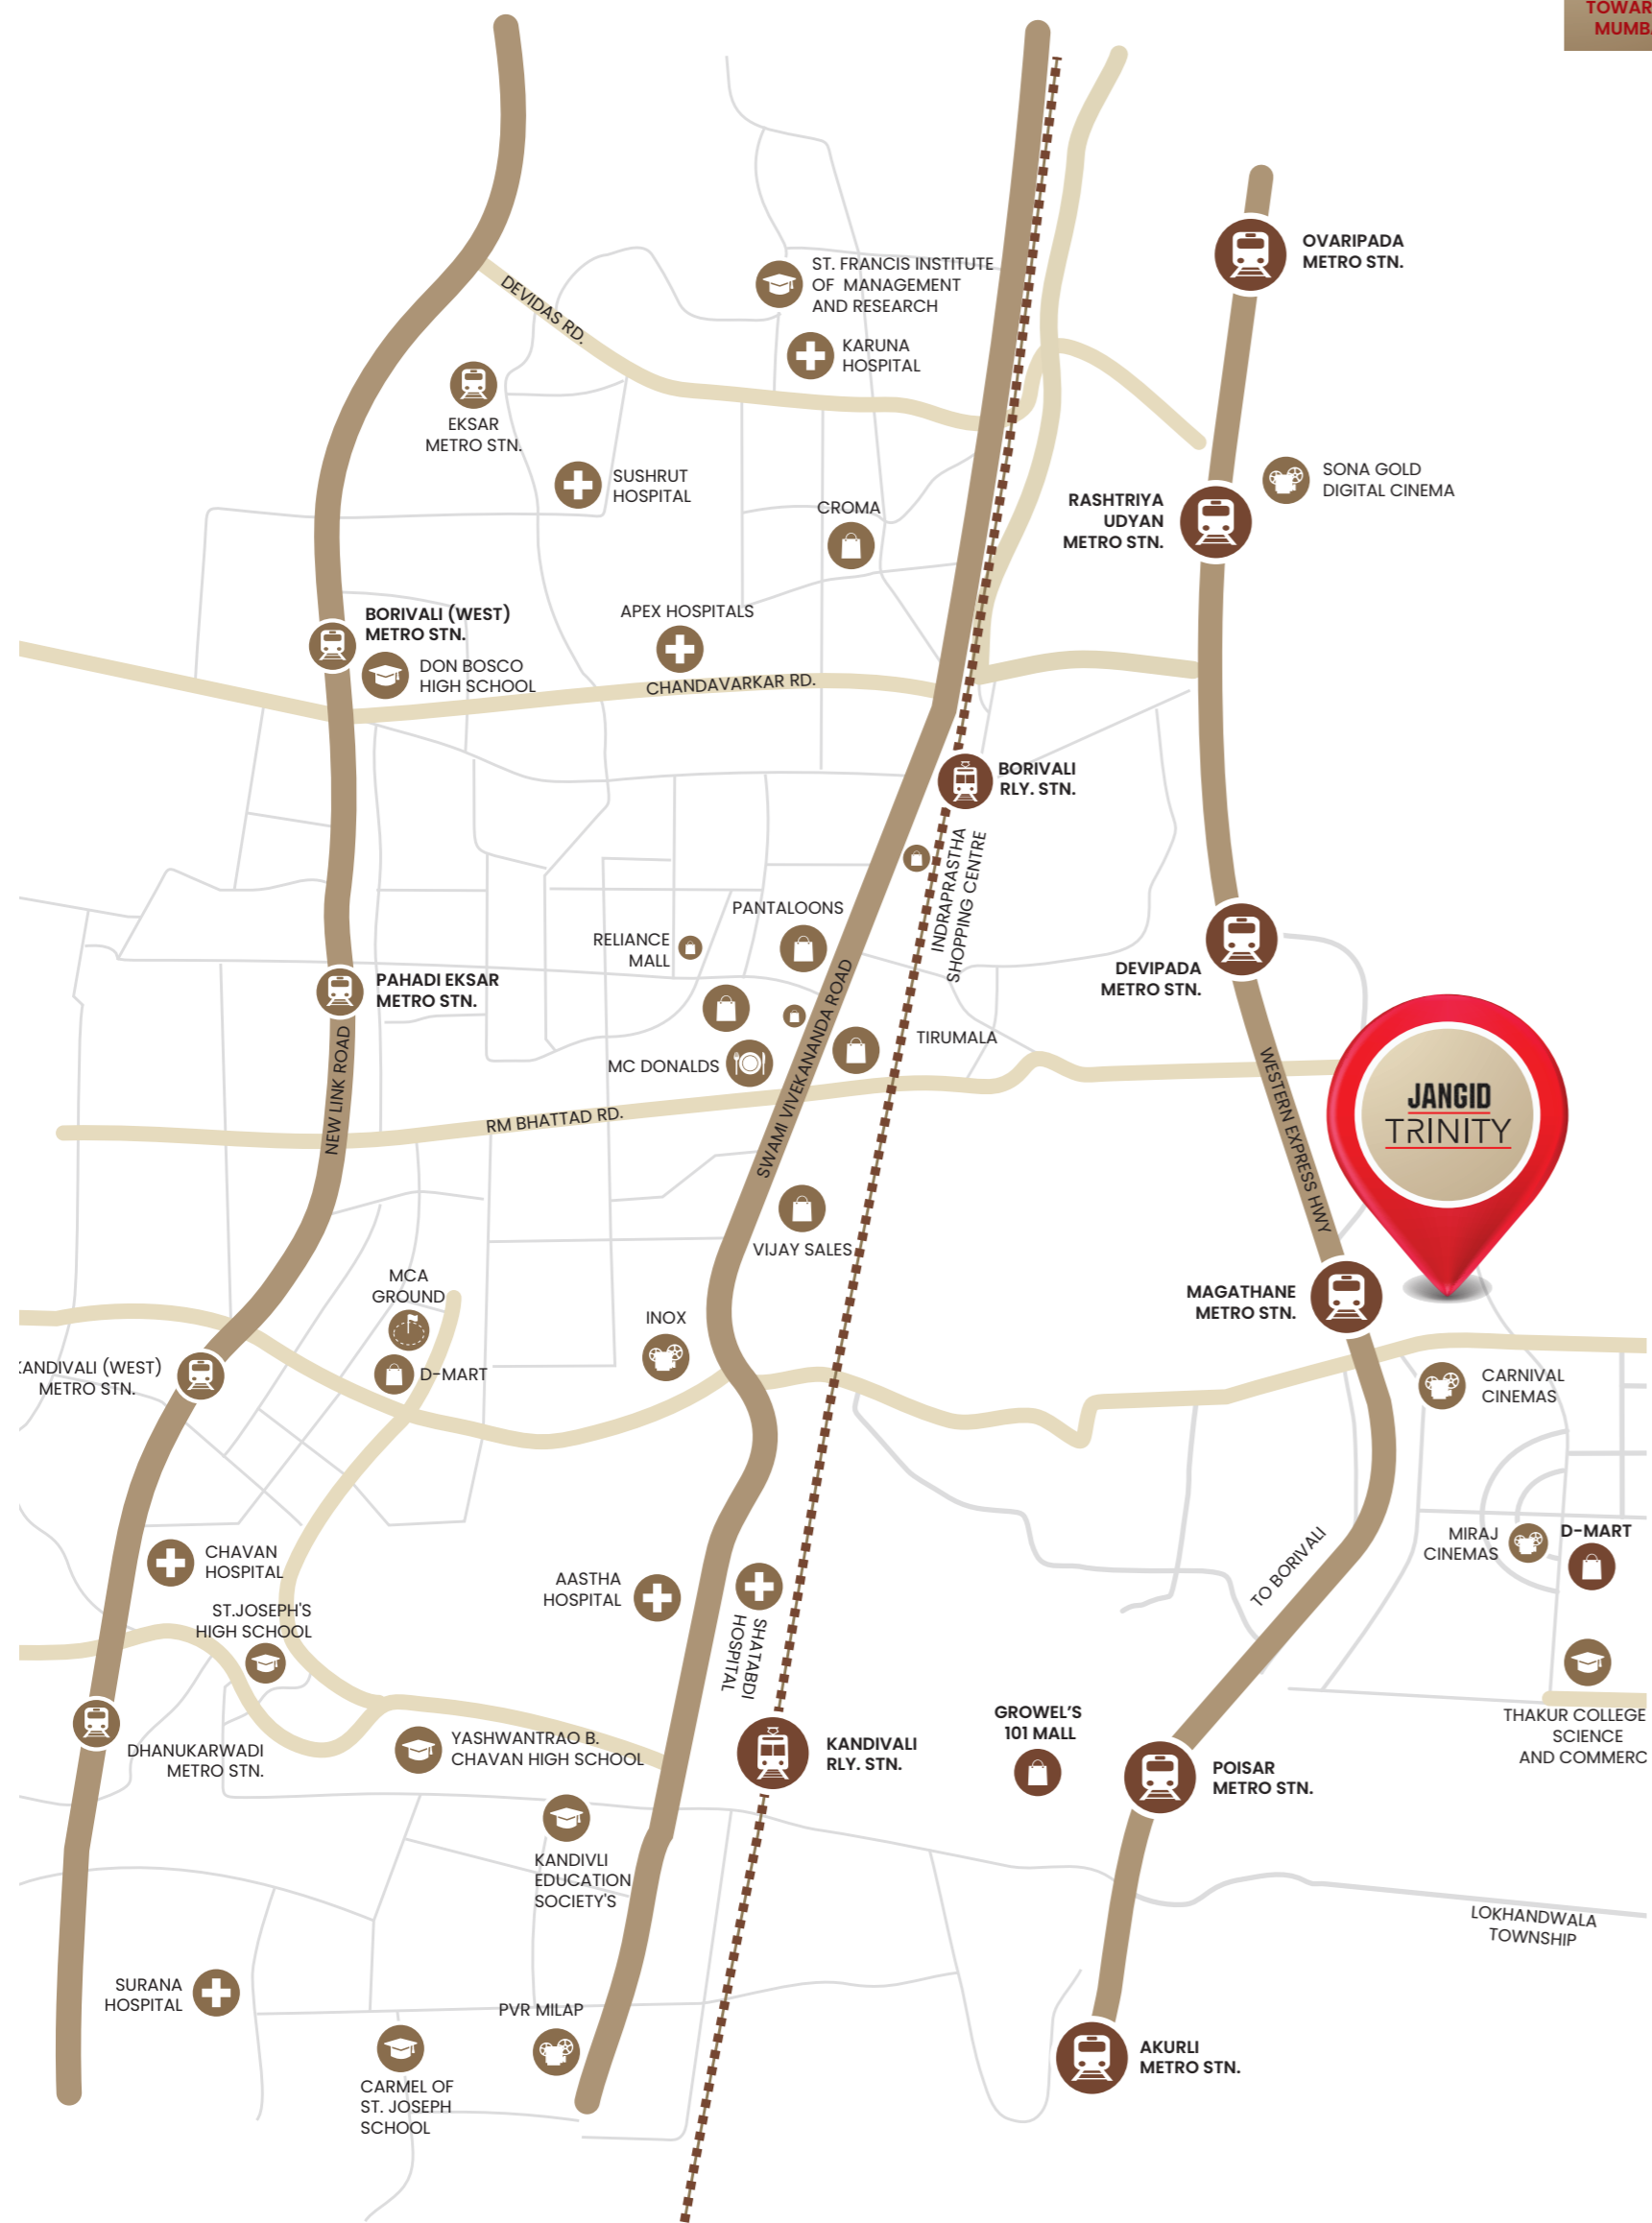 TOWAR
MUMBA
OVARIPADA
METRO STN.
ST. FRANCIS INSTITUTE
OF MANAGEMENT
AND RESEARCH
DEVIDAS RD.
KARUNA
HOSPITAL
EKSAR
METRO STN.
SUSHRUT
HOSPITAL
SONA GOLD
DIGITAL CINEMA
CROMA
RASHTRIYA
UDYAN
METRO STN.
BORIVALI (WEST)
METRO STN.
APEX HOSPITALS
DON BOSCO
HIGH SCHOOL
CHANDAVARKAR RD.
BORIVALI
RLY. STN.
INDRAPRASTHA
SHOPPING CENTRE
PANTALOONS
RELIANCE
MALL
DEVIPADA
METRO STN.
PAHADI EKSAR
METRO STN.
SWAMI VIVEKANANDA ROAD
TIRUMALA
MC DONALDS
NEW LINK ROAD
RM BHATTAD RD.
WESTERN EXPRESS HWY
JANGID
TRINITY
VIJAY SALES
MCA
GROUND
MAGATHANE
METRO STN.
INOX
KANDIVALI (WEST)
METRO STN.
D-MART
CARNIVAL
CINEMAS
MIRAJ
CINEMAS
D-MART
TO BORIVALI
CHAVAN
HOSPITAL
AASTHA
HOSPITAL
SHATABDI
HOSPITAL
ST.JOSEPH'S
HIGH SCHOOL
THAKUR COLLEGE
SCIENCE
AND COMMERC
GROWEL'S
101 MALL
YASHWANTRAO B.
CHAVAN HIGH SCHOOL
KANDIVALI
RLY. STN.
DHANUKARWADI
METRO STN.
POISAR
METRO STN.
KANDIVLI
EDUCATION
SOCIETY'S
LOKHANDWALA
TOWNSHIP
SURANA
HOSPITAL
PVR MILAP
AKURLI
METRO STN.
CARMEL OF
ST. JOSEPH
SCHOOL